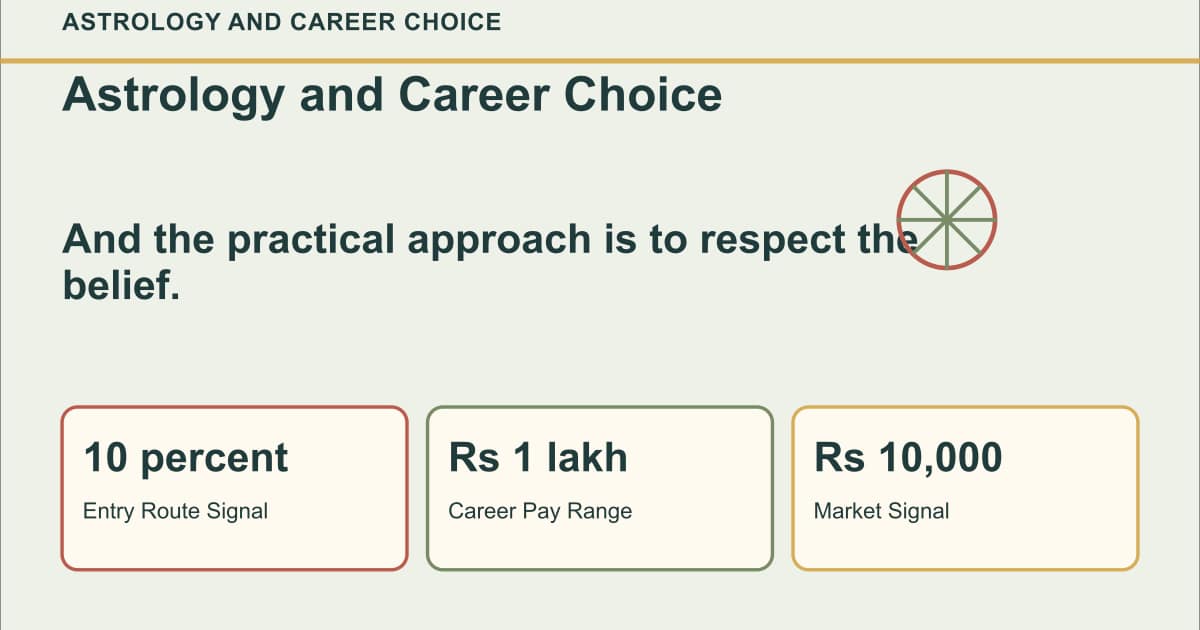 ASTROLOGY AND CAREER CHOICE
Astrology and Career Choice
And the practical approach is to respect the
belief.
10 percent
Entry Route Signal
Rs 1 lakh
Career Pay Range
Rs 10,000
Market Signal